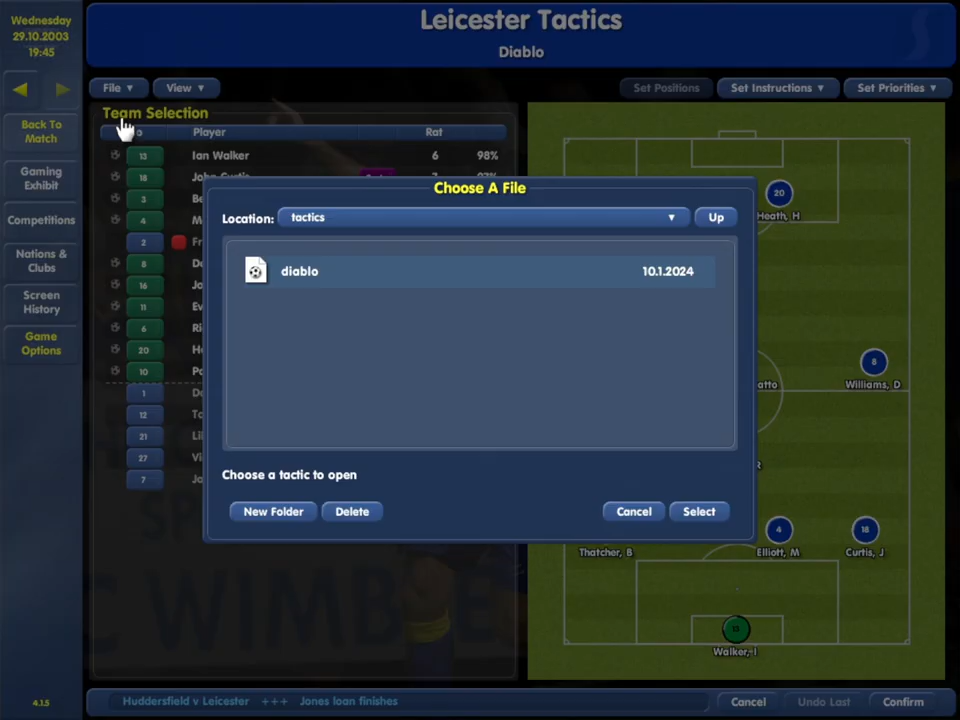 Wednesday
29.10.2003
19:45
Leicester Tactics
Diablo
File
View
Set Positions
Set Instructions
Set Priorities
Back To
Match
Gaming
Exhibit
Competitions
Nations &
Clubs
Screen
History
Game
Options
4.1.5
Team Selection
Player
Rat
13 Ian Walker 6 98%
18
3
4
2
8
16
11
6
20
10
1
12
21
27
7
Choose A File
Location: tactics
Up
diablo 10.1.2024
Choose a tactic to open
New Folder
Delete
Cancel
Select
20
Heath, H
8
Williams, D
4
18
Thatcher, B
Elliott, M
Curtis, J
13
Walker, I
Huddersfield v Leicester +++ Jones loan finishes
Cancel
Undo Last
Confirm